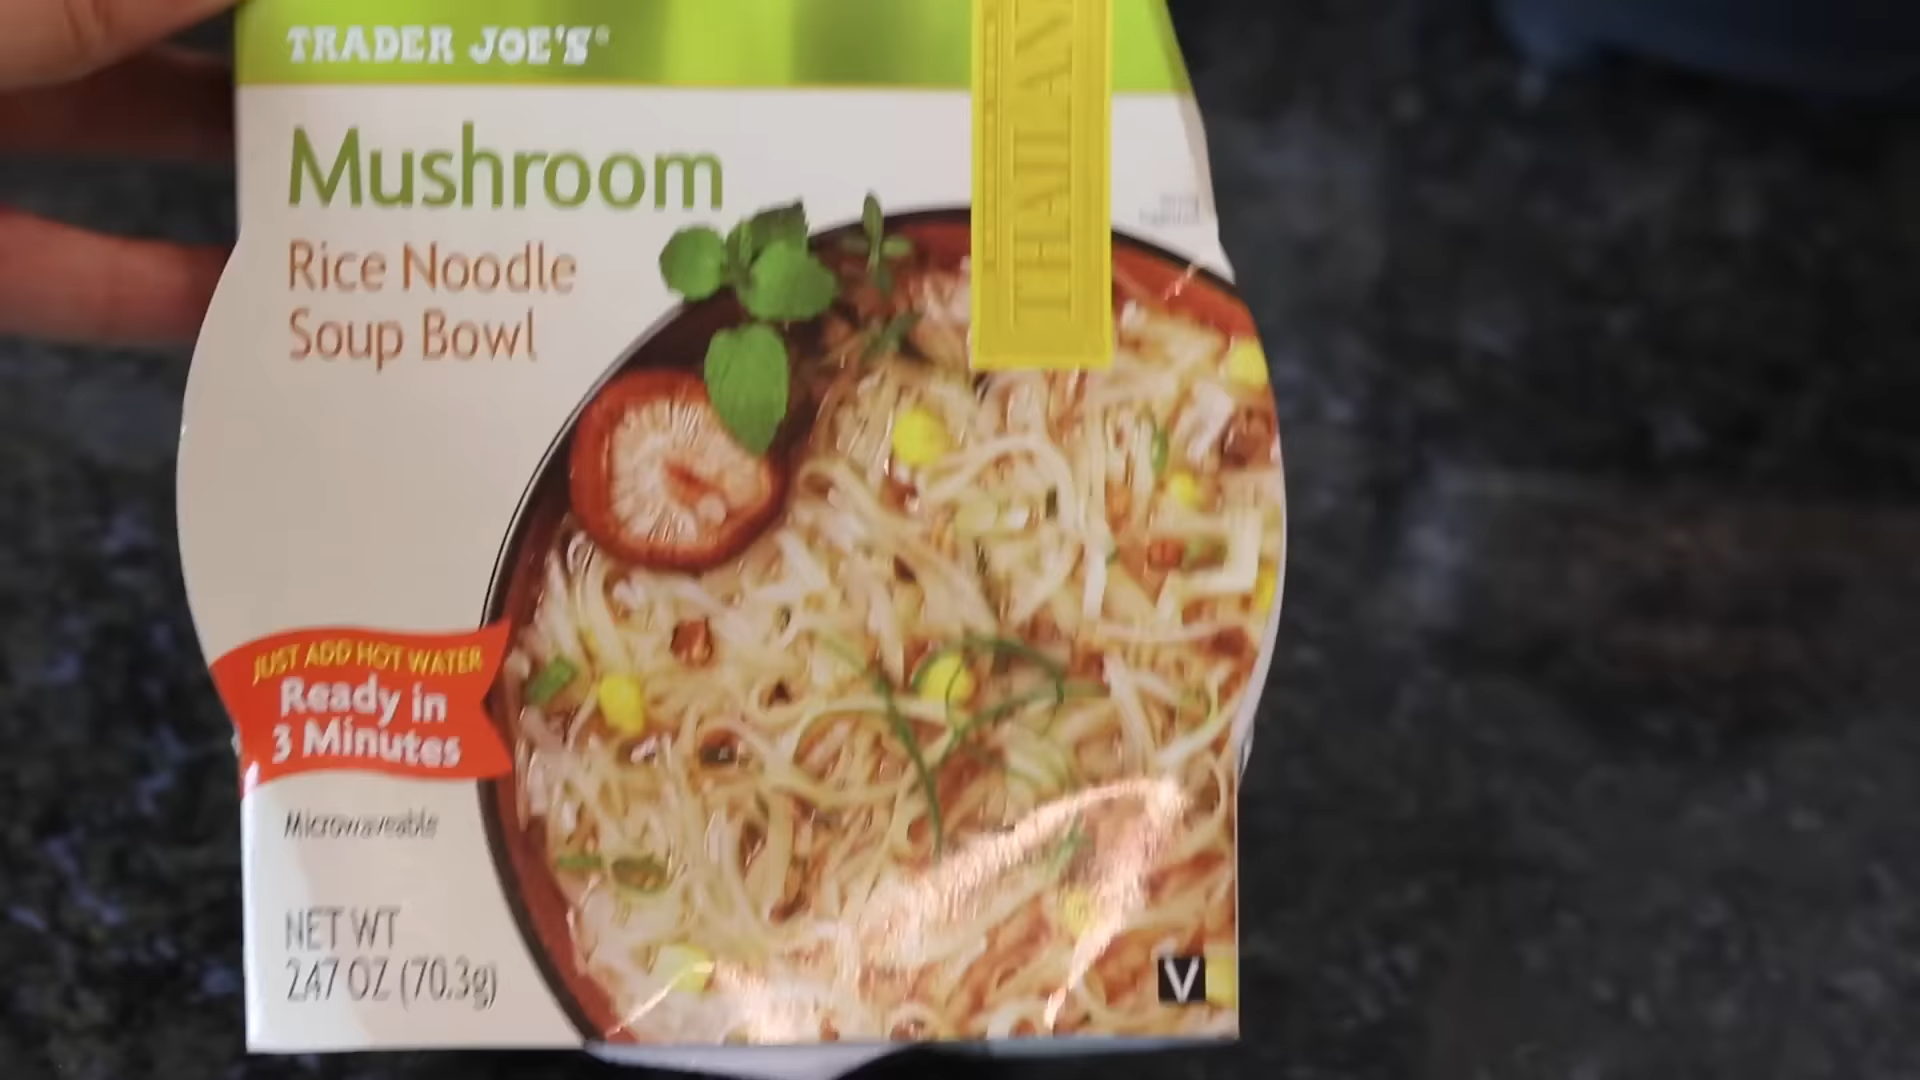 TRADER JOE'S
Mushroom
Rice Noodle
Soup Bowl
THAILAN
JUST ADD HOT WATER
Ready in
3 Minutes
Microwaveable
NET WT
2.47 OZ (70.3g)
V